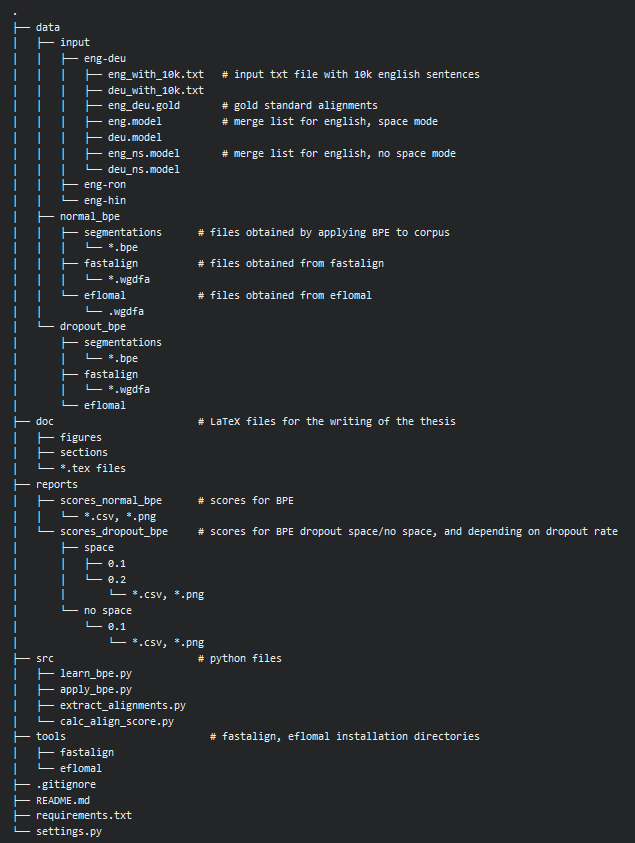 .
├── data
│   ├── input
│   │   ├── eng-deu
│   │   │   ├── eng_with_10k.txt   # input txt file with 10k english sentences
│   │   │   ├── deu_with_10k.txt
│   │   │   ├── eng_deu.gold       # gold standard alignments
│   │   │   ├── eng.model          # merge list for english, space mode
│   │   │   ├── deu.model
│   │   │   ├── eng_ns.model       # merge list for english, no space mode
│   │   │   └── deu_ns.model
│   │   ├── eng-ron
│   │   └── eng-hin
│   ├── normal_bpe
│   │   ├── segmentations      # files obtained by applying BPE to corpus
│   │   │   └── *.bpe
│   │   ├── fastalign          # files obtained from fastalign
│   │   │   └── *.wgdfa
│   │   └── eflomal            # files obtained from eflomal
│   │       └── .wgdfa
│   └── dropout_bpe
│       ├── segmentations
│       │   └── *.bpe
│       ├── fastalign
│       │   └── *.wgdfa
│       └── eflomal
├── doc                        # LaTeX files for the writing of the thesis
│   ├── figures
│   ├── sections
│   └── *.tex files
├── reports
│   ├── scores_normal_bpe      # scores for BPE
│   │   └── *.csv, *.png
│   └── scores_dropout_bpe     # scores for BPE dropout space/no space, and depending on dropout rate
│       ├── space
│       │   ├── 0.1
│       │   └── 0.2
│       │       └── *.csv, *.png
│       └── no space
│           └── 0.1
│               └── *.csv, *.png
├── src                        # python files
│   ├── learn_bpe.py
│   ├── apply_bpe.py
│   ├── extract_alignments.py
│   └── calc_align_score.py
├── tools                        # fastalign, eflomal installation directories
│   ├── fastalign
│   └── eflomal
├── .gitignore
├── README.md
├── requirements.txt
└── settings.py